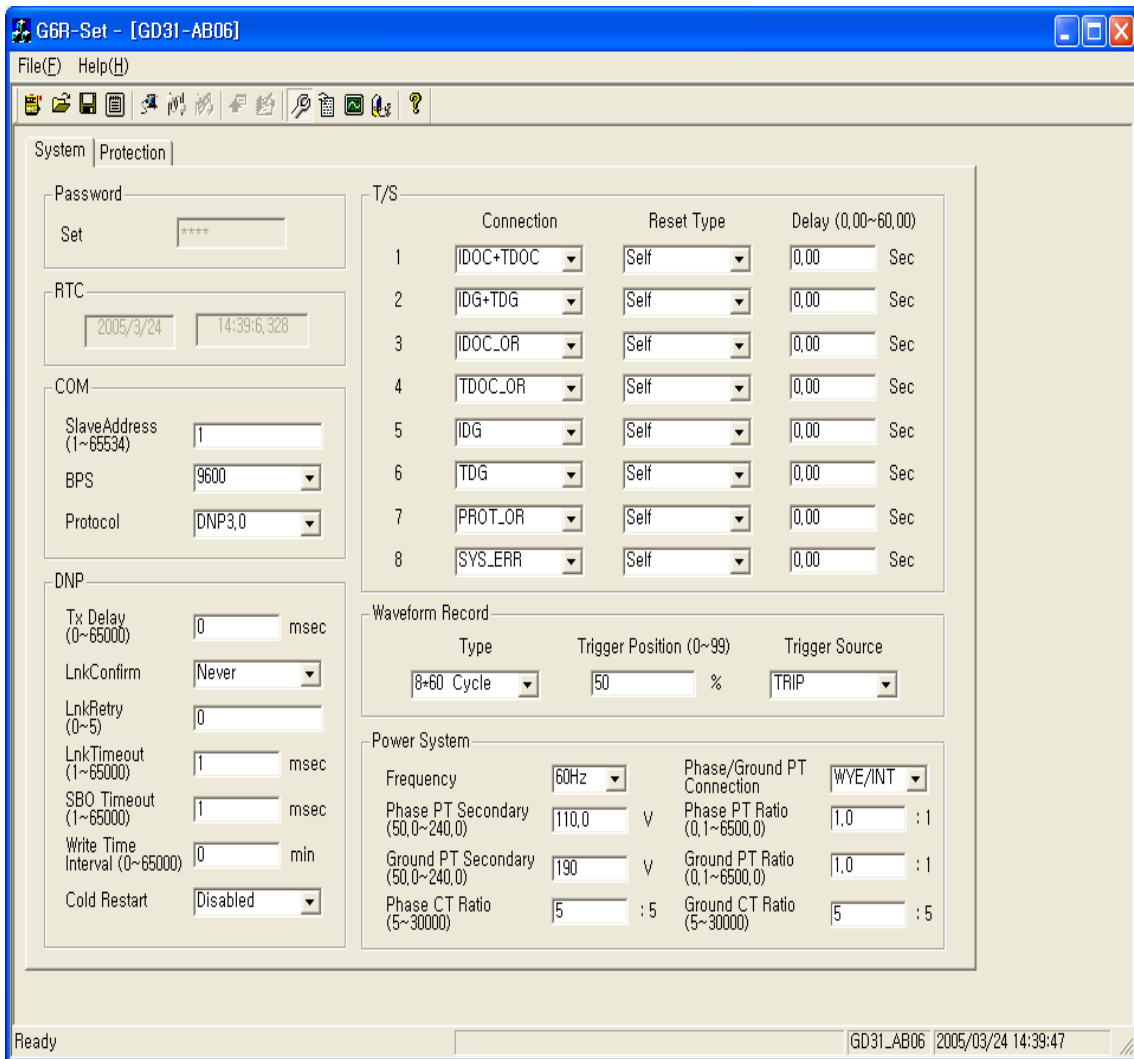 G6R-Set - [GD31-AB06]
File(F) Help(H)
System Protection
Password
Set ****
RTC
2005/3/24 14:39:6,328
COM
SlaveAddress
(1~65534) 1
BPS 9600
Protocol DNP3,0
DNP
Tx Delay
(0~65000) 0 msec
LnkConfirm Never
LnkRetry
(0~5) 0
LnkTimeout
(1~65000) 1 msec
SBO Timeout
(1~65000) 1 msec
Write Time
Interval (0~65000) 0 min
Cold Restart Disabled
T/S
Connection Reset Type Delay (0,00~60,00)
1 IDOC+TDOC Self 0,00 Sec
2 IDG+TDG Self 0,00 Sec
3 IDOC_OR Self 0,00 Sec
4 TDOC_OR Self 0,00 Sec
5 IDG Self 0,00 Sec
6 TDG Self 0,00 Sec
7 PROT_OR Self 0,00 Sec
8 SYS_ERR Self 0,00 Sec
Waveform Record
Type Trigger Position (0~99) Trigger Source
8*60 Cycle 50 % TRIP
Power System
Frequency 60Hz
Phase/Ground PT
Connection WYE/INT
Phase PT Secondary
(50,0~240,0) 110,0 V
Phase PT Ratio
(0,1~6500,0) 1,0 : 1
Ground PT Secondary
(50,0~240,0) 190 V
Ground PT Ratio
(0,1~6500,0) 1,0 : 1
Phase CT Ratio
(5~30000) 5 : 5
Ground CT Ratio
(5~30000) 5 : 5
Ready GD31_AB06 2005/03/24 14:39:47